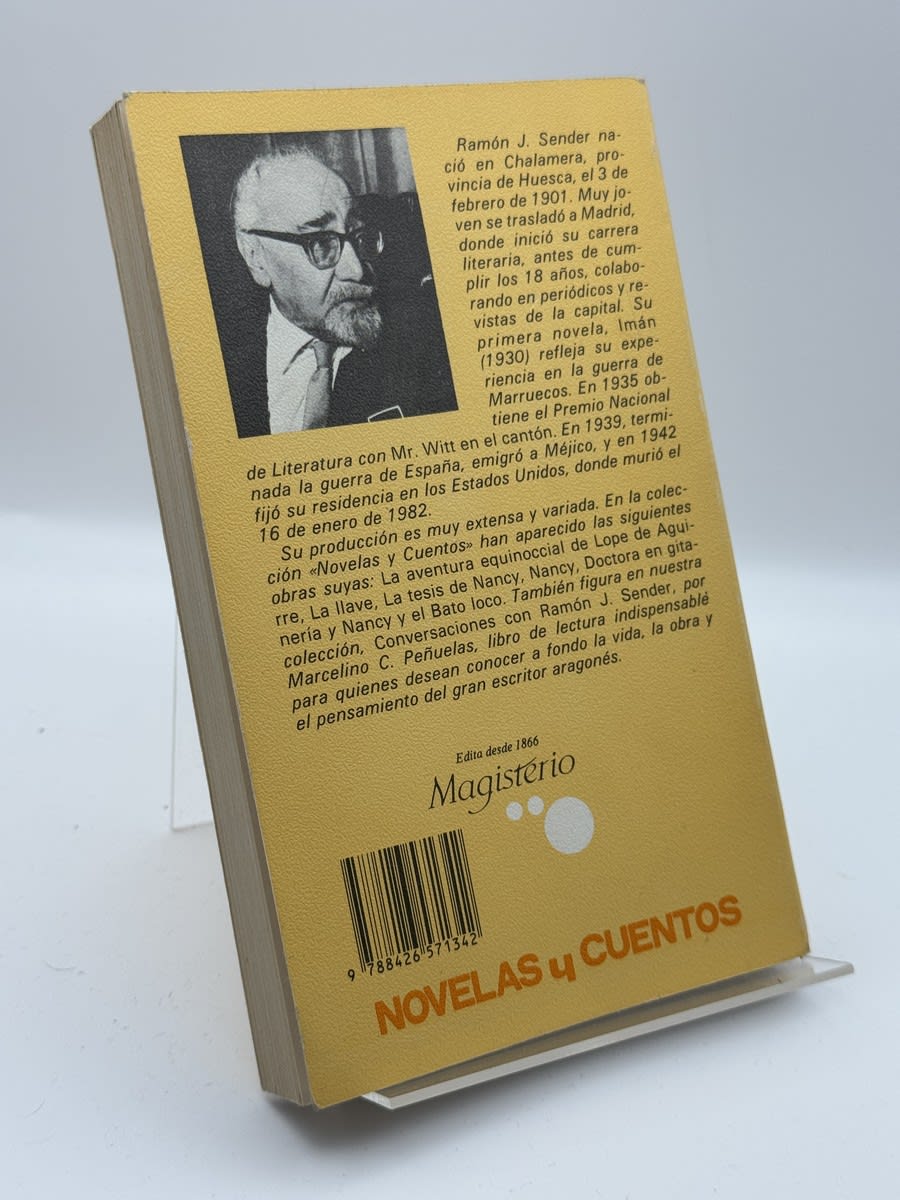 Ramón J. Sender na-
ció en Chalamera, pro-
vincia de Huesca, el 3 de
febrero de 1901. Muy jo-
ven se trasladó a Madrid,
donde inició su carrera
literaria, antes de cum-
plir los 18 años, colabo-
rando en periódicos y re-
vistas de la capital. Su
primera novela, Imán
(1930) refleja su expe-
riencia en la guerra de
Marruecos. En 1935 ob-
tiene el Premio Nacional
de Literatura con Mr. Witt en el cantón. En 1939, termi-
nada la guerra de España, emigró a Méjico, y en 1942
fijó su residencia en los Estados Unidos, donde murió el
16 de enero de 1982.
Su producción es muy extensa y variada. En la colec-
ción «Novelas y Cuentos» han aparecido las siguientes
obras suyas: La aventura equinoccial de Lope de Agui-
rre, La llave, La tesis de Nancy, Nancy, Doctora en gita-
nería y Nancy y el Bato loco. También figura en nuestra
colección, Conversaciones con Ramón J. Sender, por
Marcelino C. Peñuelas, libro de lectura indispensable
para quienes desean conocer a fondo la vida, la obra y
el pensamiento del gran escritor aragonés.
Edita desde 1866
Magisterio
9 788426 571342
NOVELAS y CUENTOS